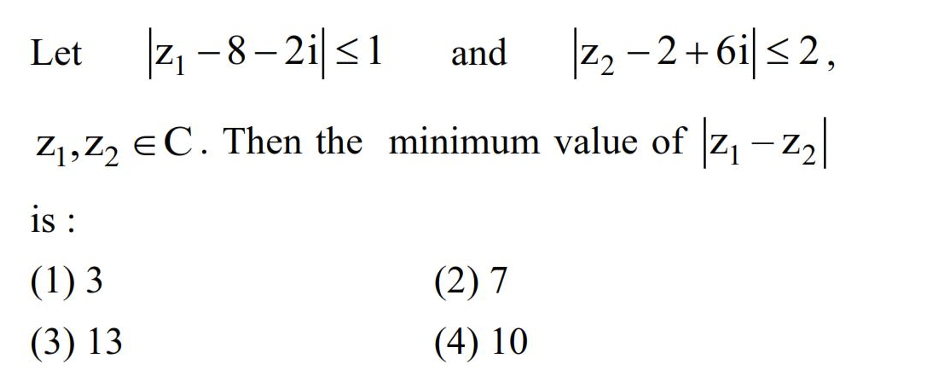 Let |z₁ – 8 – 2i| ≤ 1 and |z₂ – 2 + 6i| ≤ 2,
z₁, z₂ ∈ C. Then the minimum value of |z₁ – z₂|
is :
(1) 3 (2) 7
(3) 13 (4) 10